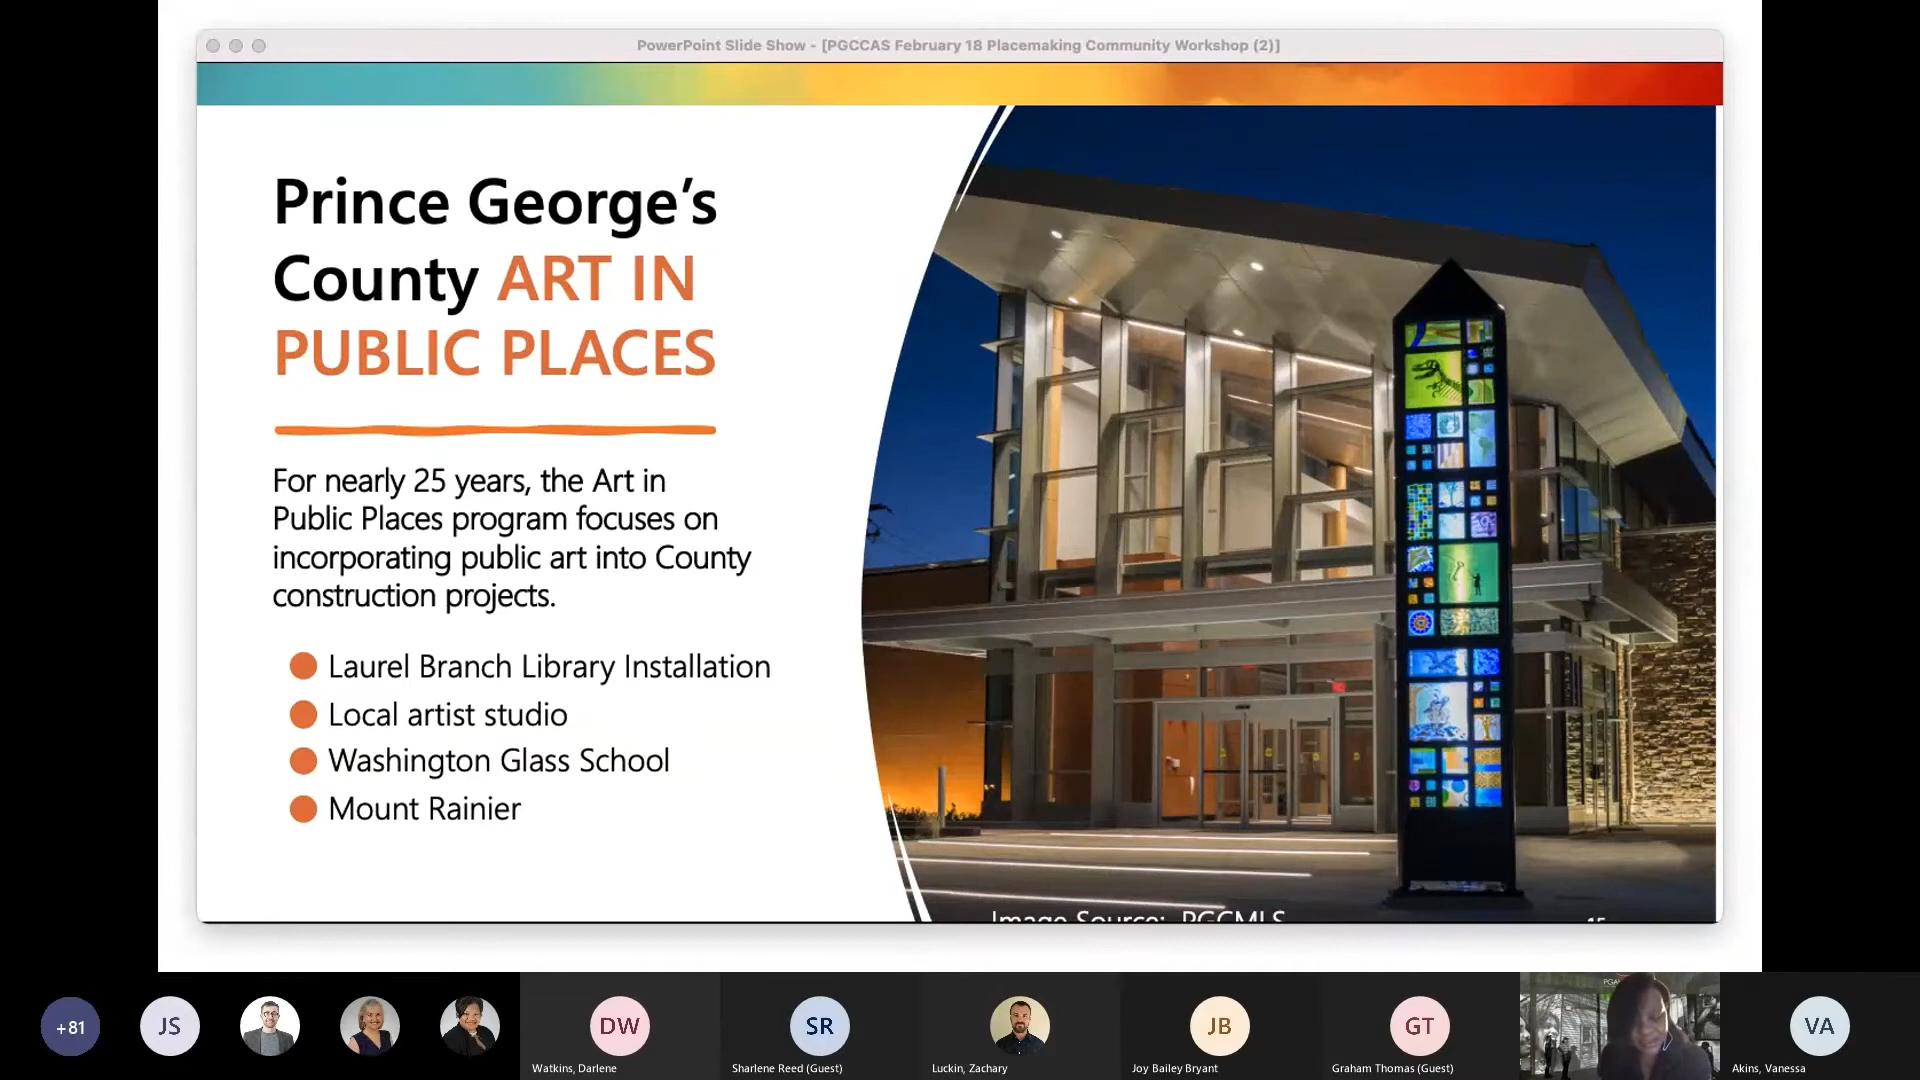 PowerPoint Slide Show - [PGCCAS February 18 Placemaking Community Workshop (2)]
Prince George's
County ART IN
PUBLIC PLACES
For nearly 25 years, the Art in
Public Places program focuses on
incorporating public art into County
construction projects.
Laurel Branch Library Installation
Local artist studio
Washington Glass School
Mount Rainier
Image Source: PGCMLS
15
+81
JS
DW
SR
JB
GT
VA
Watkins, Darlene
Sharlene Reed (Guest)
Luckin, Zachary
Joy Bailey Bryant
Graham Thomas (Guest)
Akins, Vanessa